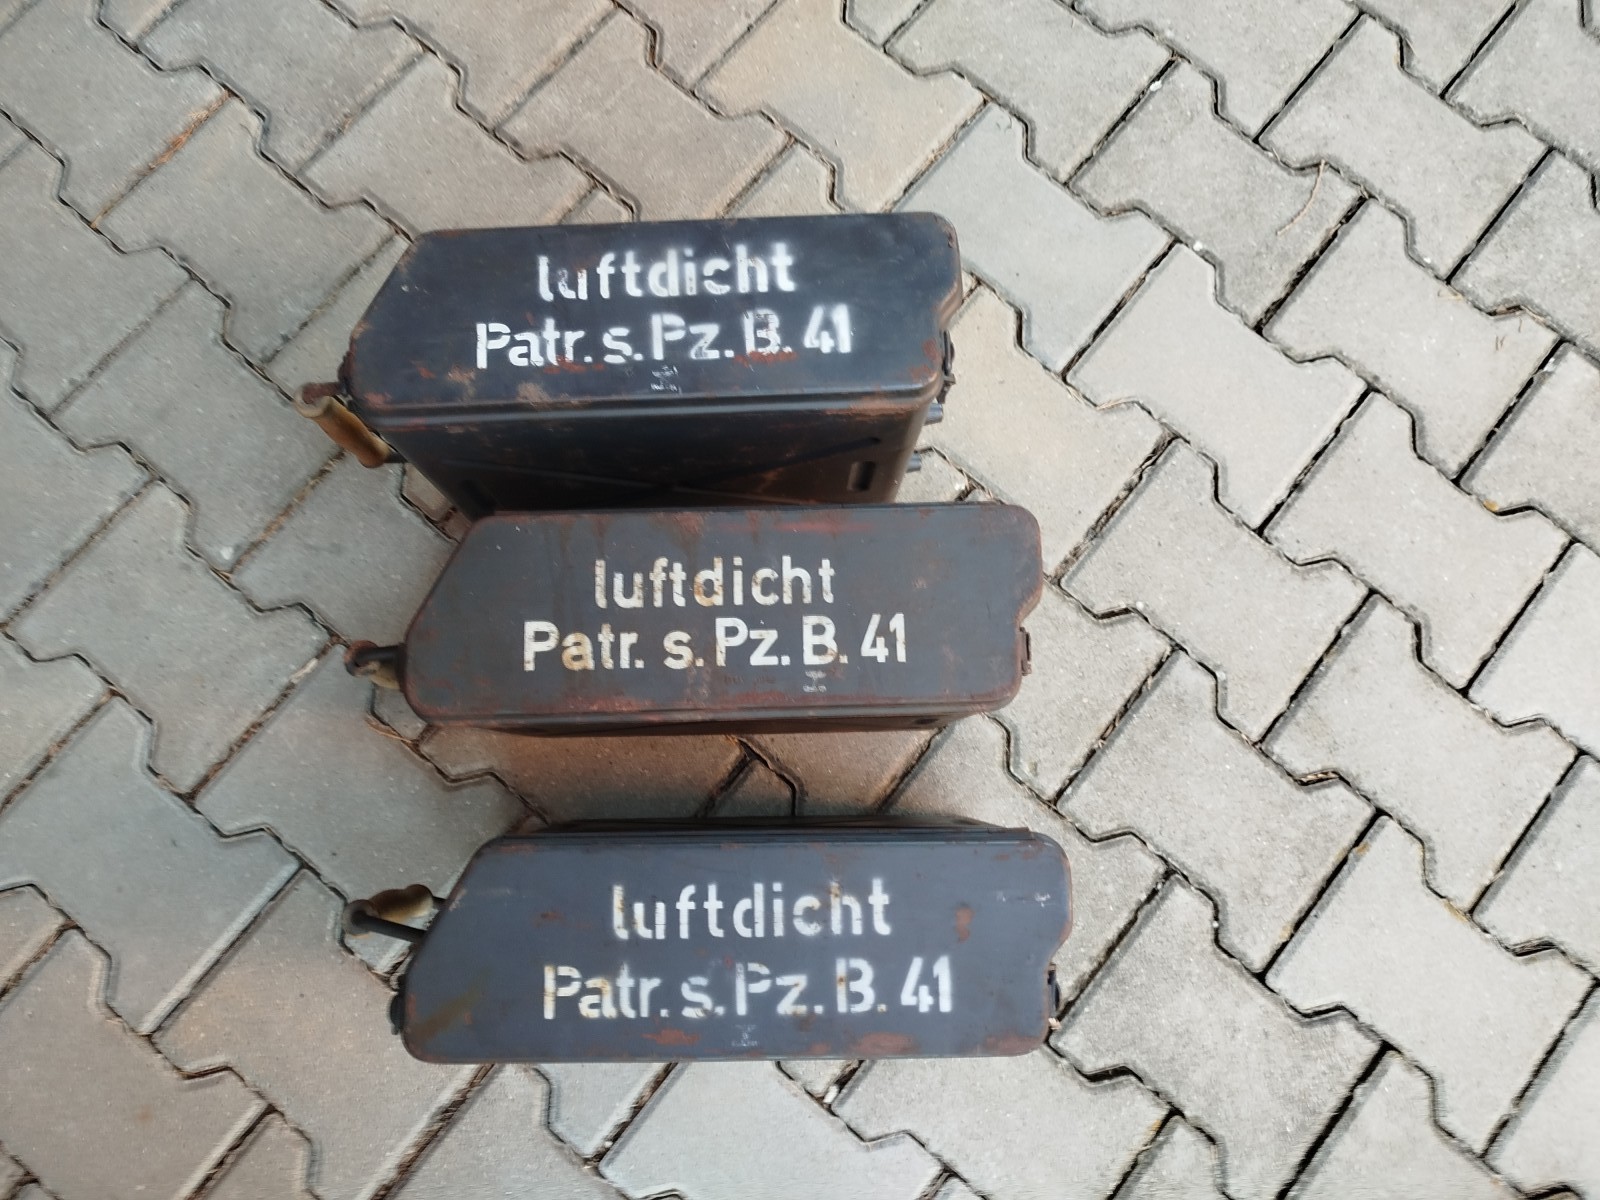 luftdicht
Patr. s. Pz. B. 41
luftdicht
Patr. s. Pz. B. 41
luftdicht
Patr. s. Pz. B. 41